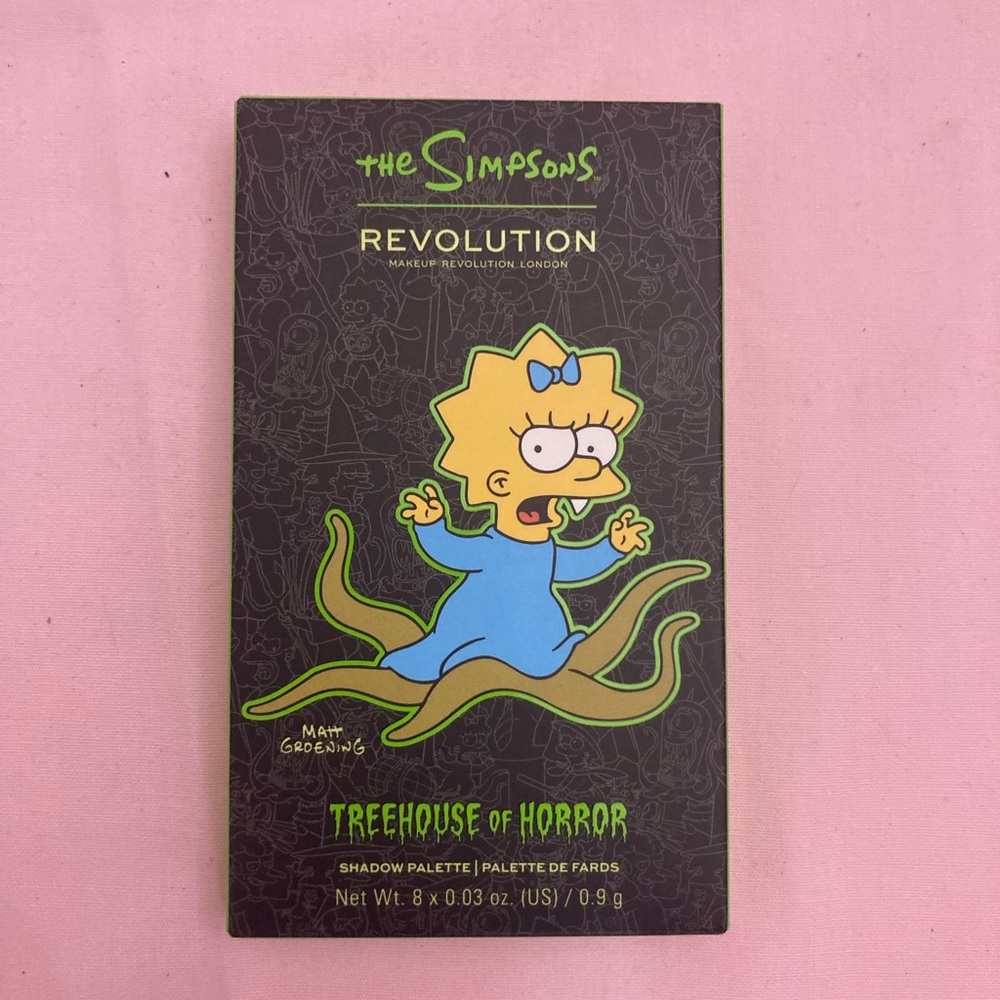 the Simpsons™
REVOLUTION
MAKEUP REVOLUTION LONDON
MATT
GROENING
TREEHOUSE OF HORROR
SHADOW PALETTE | PALETTE DE FARDS
Net Wt. 8 x 0.03 oz. (US) / 0.9 g